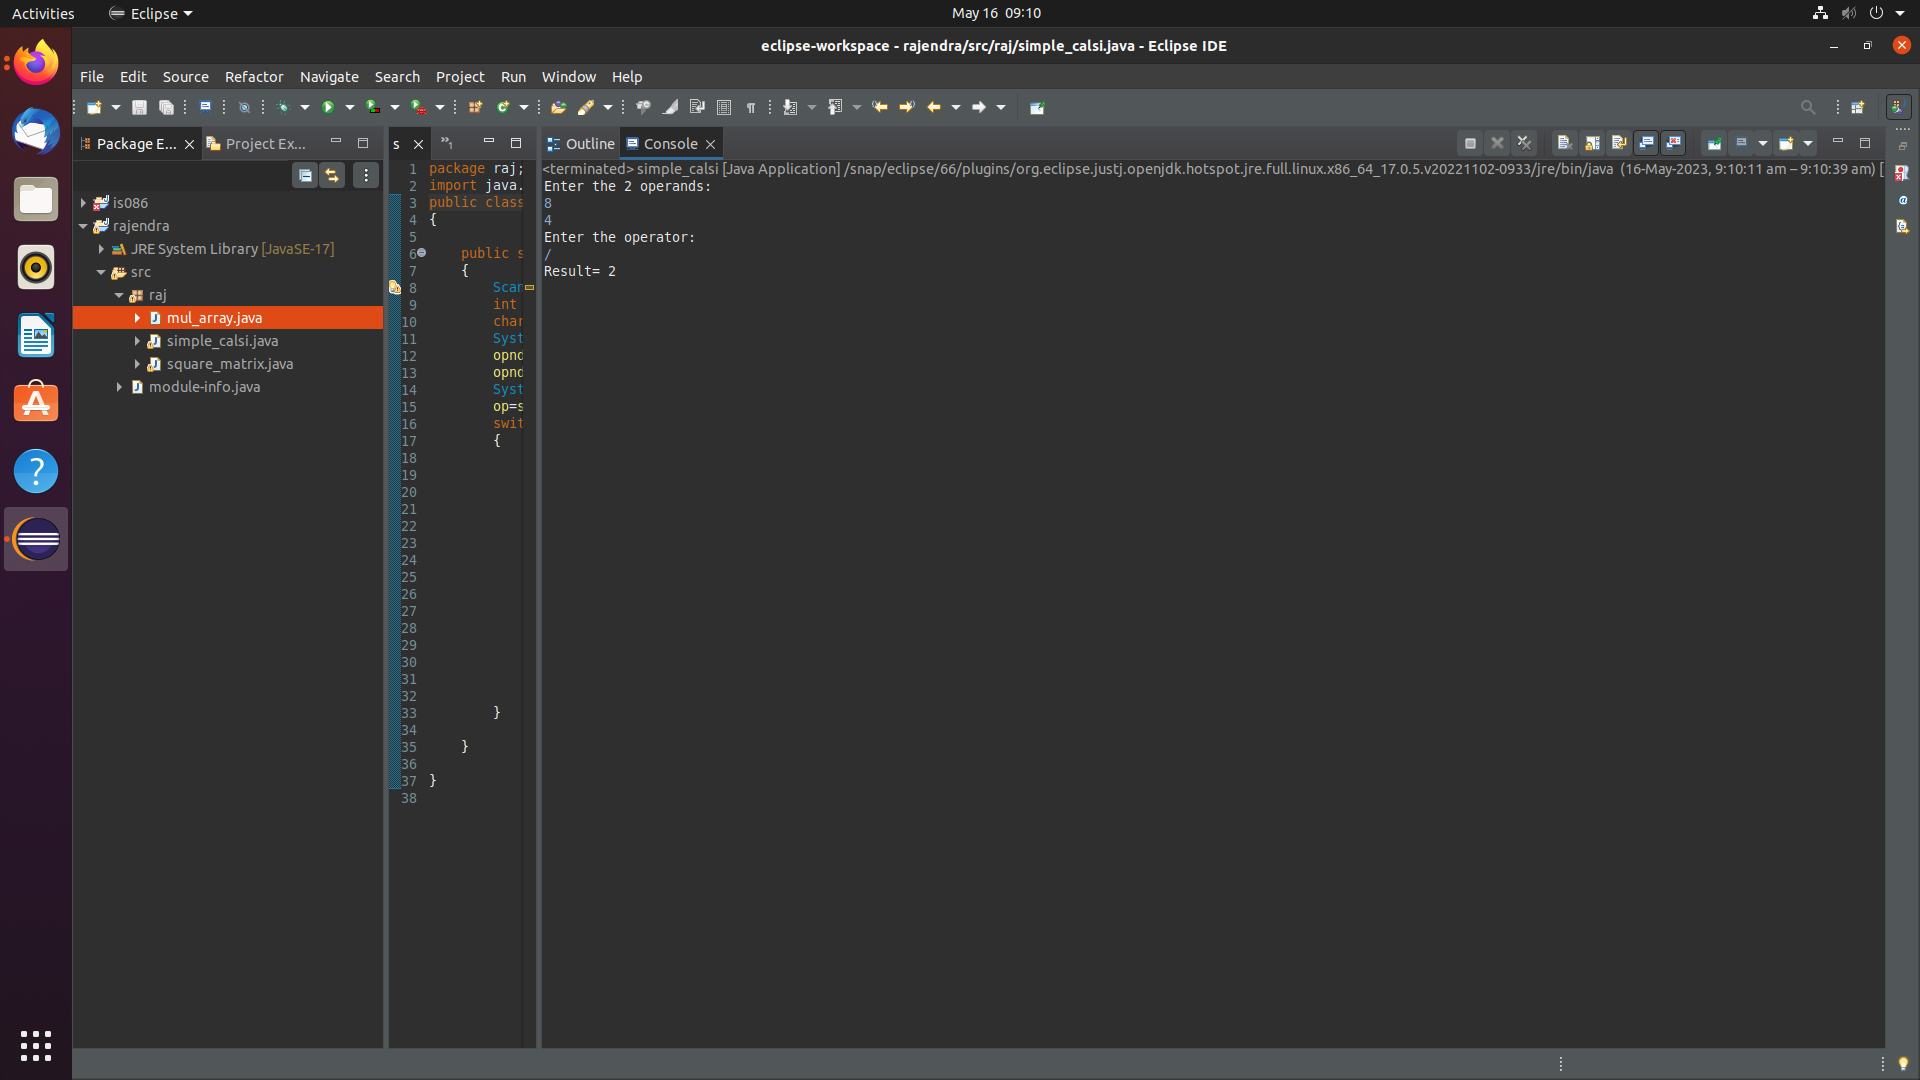 Activities Eclipse May 16 09:10
eclipse-workspace - rajendra/src/raj/simple_calsi.java - Eclipse IDE
File Edit Source Refactor Navigate Search Project Run Window Help
Package E... Project Ex...
is086
rajendra
JRE System Library [JavaSE-17]
src
raj
mul_array.java
simple_calsi.java
square_matrix.java
module-info.java
s »1
1 package raj;
2 import java.
3 public class
4 {
5
6 public s
7 {
8 Scan
9 int
10 char
11 Syst
12 opnd
13 opnd
14 Syst
15 op=s
16 swit
17 {
18
19
20
21
22
23
24
25
26
27
28
29
30
31
32
33 }
34
35 }
36
37 }
38
Outline Console
<terminated> simple_calsi [Java Application] /snap/eclipse/66/plugins/org.eclipse.justj.openjdk.hotspot.jre.full.linux.x86_64_17.0.5.v20221102-0933/jre/bin/java (16-May-2023, 9:10:11 am – 9:10:39 am) [
Enter the 2 operands:
8
4
Enter the operator:
/
Result= 2